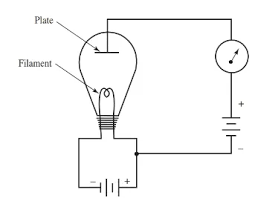 Plate
Filament
+
–
– +